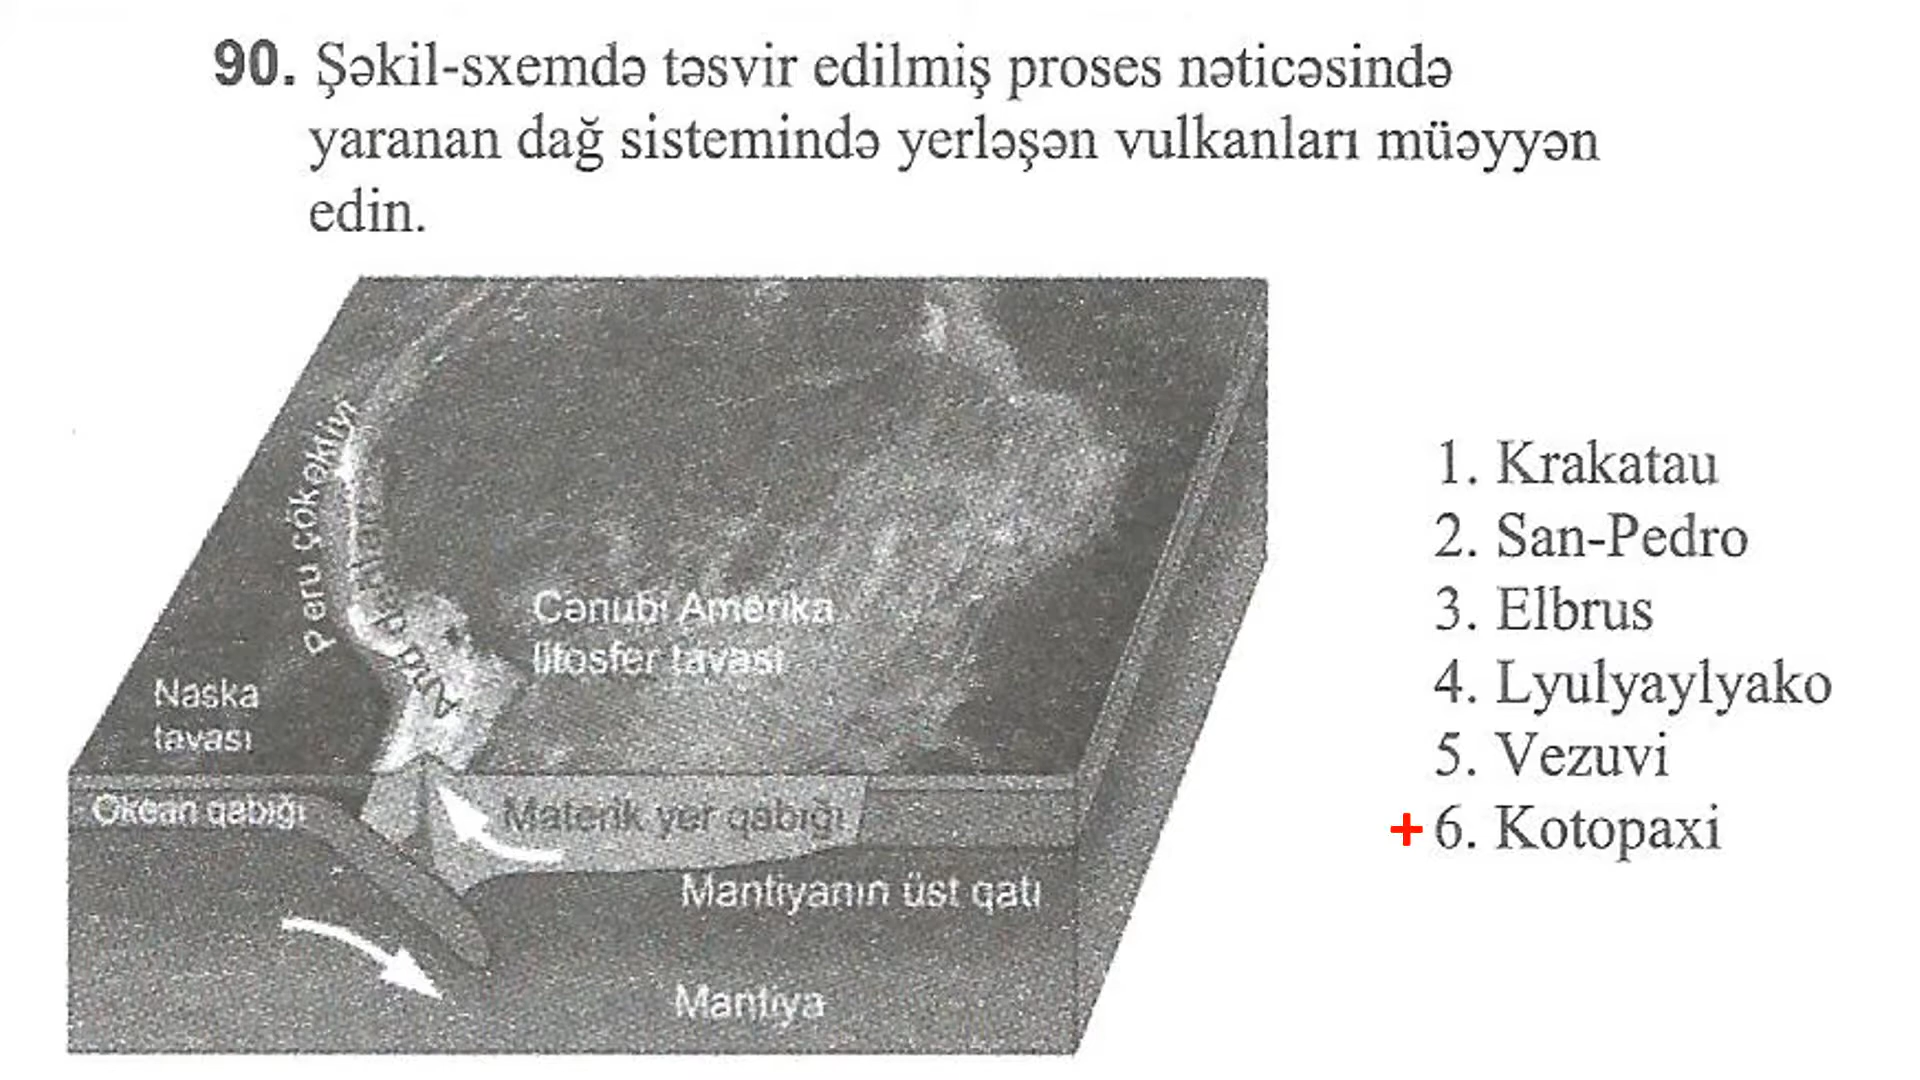 90. Şəkil-sxemdə təsvir edilmiş proses nəticəsində
yaranan dağ sistemində yerləşən vulkanları müəyyən
edin.
Peru çökəkliyi
And dağları
Cənubi Amerika
litosfer tavası
Naska
tavası
Okean qabığı
Materik yer qabığı
Mantiyanın üst qatı
Mantiya
1. Krakatau
2. San-Pedro
3. Elbrus
4. Lyulyaylyako
5. Vezuvi
+ 6. Kotopaxi